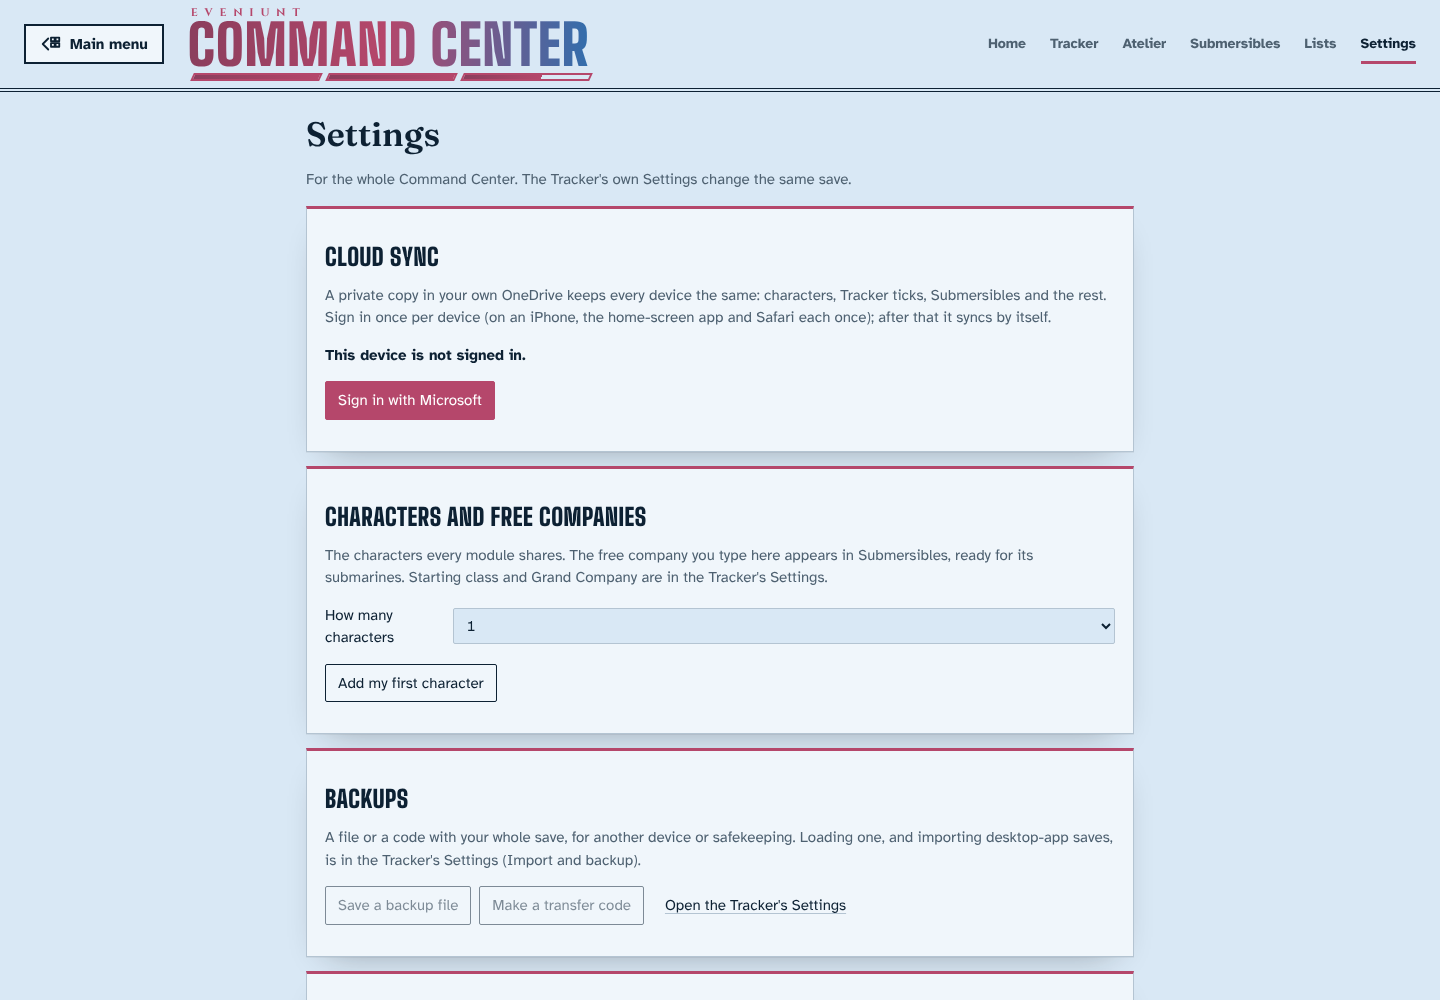 Main menu
EVENIUNT
COMMAND CENTER
Home
Tracker
Atelier
Submersibles
Lists
Settings
Settings
For the whole Command Center. The Tracker's own Settings change the same save.
CLOUD SYNC
A private copy in your own OneDrive keeps every device the same: characters, Tracker ticks, Submersibles and the rest.
Sign in once per device (on an iPhone, the home-screen app and Safari each once); after that it syncs by itself.
This device is not signed in.
Sign in with Microsoft
CHARACTERS AND FREE COMPANIES
The characters every module shares. The free company you type here appears in Submersibles, ready for its
submarines. Starting class and Grand Company are in the Tracker's Settings.
How many
characters
1
Add my first character
BACKUPS
A file or a code with your whole save, for another device or safekeeping. Loading one, and importing desktop-app saves,
is in the Tracker's Settings (Import and backup).
Save a backup file
Make a transfer code
Open the Tracker's Settings